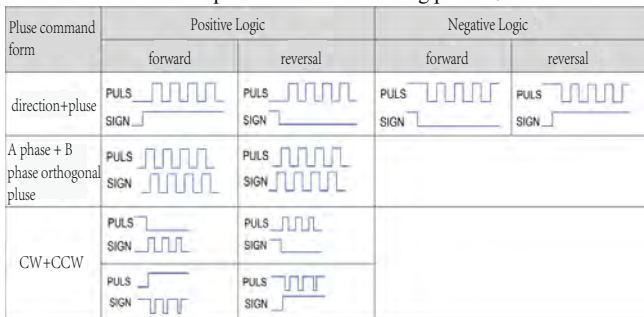 Pluse command form
Positive Logic
Negative Logic
forward
reversal
forward
reversal
direction+pluse
PULS
SIGN
PULS
SIGN
PULS
SIGN
PULS
SIGN
A phase + B phase orthogonal pluse
PULS
SIGN
PULS
SIGN
CW+CCW
PULS
SIGN
PULS
SIGN
PULS
SIGN
PULS
SIGN